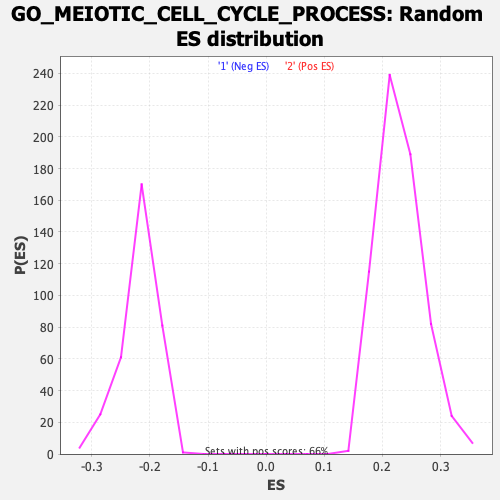 GO_MEIOTIC_CELL_CYCLE_PROCESS: Random
ES distribution
'1' (Neg ES) '2' (Pos ES)
240
220
200
180
160
140
120
100
80
60
40
20
0
P(ES)
Sets with pos scores: 66%
-0.3 -0.2 -0.1 0.0 0.1 0.2 0.3
ES